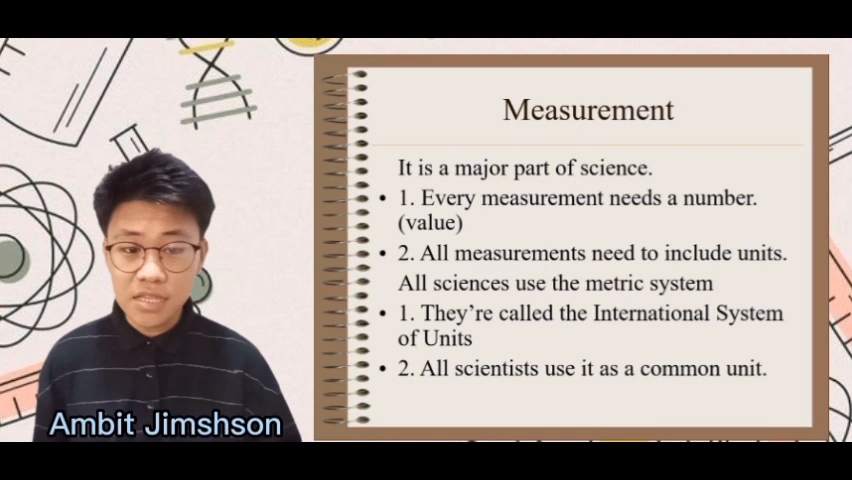 Measurement
It is a major part of science.
• 1. Every measurement needs a number.
(value)
• 2. All measurements need to include units.
All sciences use the metric system
• 1. They're called the International System
of Units
• 2. All scientists use it as a common unit.
Ambit Jimshson